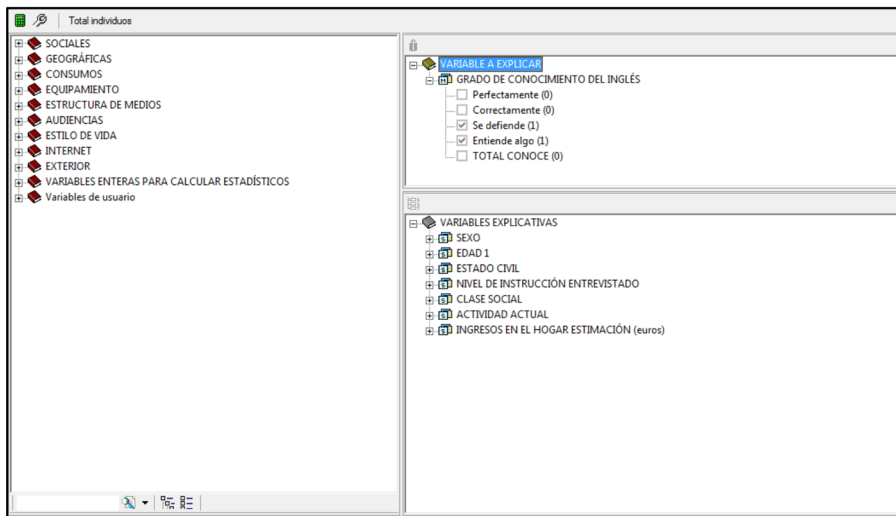 Total individuos
SOCIALES
GEOGRÁFICAS
CONSUMOS
EQUIPAMIENTO
ESTRUCTURA DE MEDIOS
AUDIENCIAS
ESTILO DE VIDA
INTERNET
EXTERIOR
VARIABLES ENTERAS PARA CALCULAR ESTADÍSTICOS
Variables de usuario
VARIABLE A EXPLICAR
GRADO DE CONOCIMIENTO DEL INGLÉS
Perfectamente (0)
Correctamente (0)
Se defiende (1)
Entiende algo (1)
TOTAL CONOCE (0)
VARIABLES EXPLICATIVAS
SEXO
EDAD 1
ESTADO CIVIL
NIVEL DE INSTRUCCIÓN ENTREVISTADO
CLASE SOCIAL
ACTIVIDAD ACTUAL
INGRESOS EN EL HOGAR ESTIMACIÓN (euros)